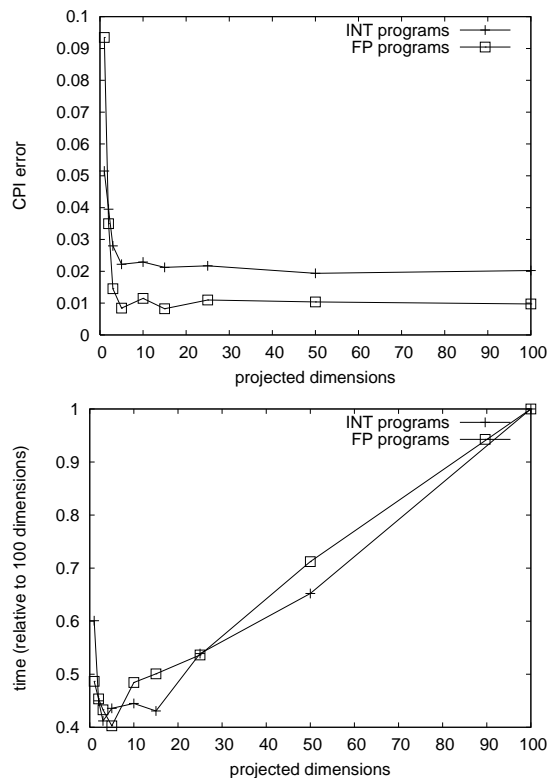 0.1
0.09
0.08
0.07
0.06
0.05
0.04
0.03
0.02
0.01
0
CPI error
INT programs
FP programs
0 10 20 30 40 50 60 70 80 90 100
projected dimensions
1
0.9
0.8
0.7
0.6
0.5
0.4
time (relative to 100 dimensions)
INT programs
FP programs
0 10 20 30 40 50 60 70 80 90 100
projected dimensions